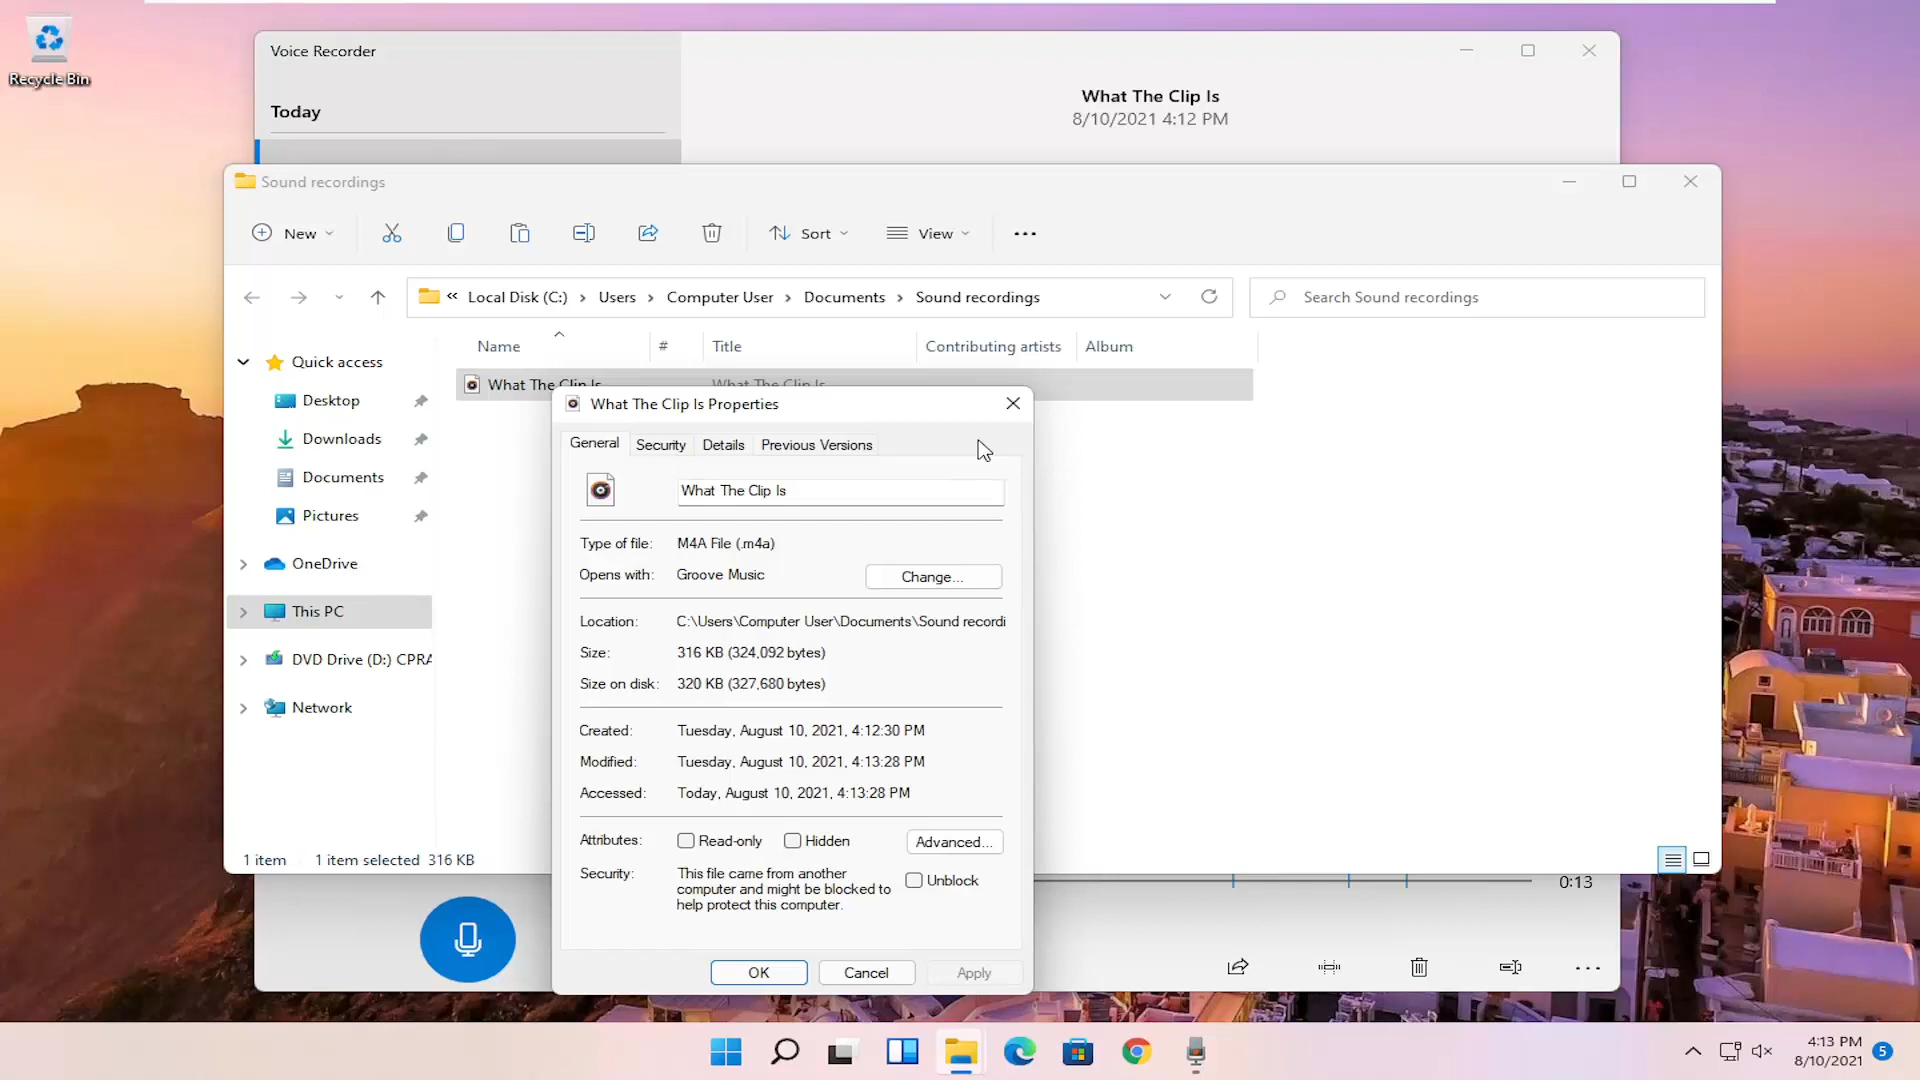 Recycle Bin
Voice Recorder
Today
What The Clip Is
8/10/2021 4:12 PM
Sound recordings
New
Sort
View
« Local Disk (C:) › Users › Computer User › Documents › Sound recordings
Search Sound recordings
Name # Title Contributing artists Album
What The Clip Is What The Clip Is
Quick access
Desktop
Downloads
Documents
Pictures
OneDrive
This PC
DVD Drive (D:) CPRA
Network
1 item 1 item selected 316 KB
What The Clip Is Properties
General Security Details Previous Versions
What The Clip Is
Type of file: M4A File (.m4a)
Opens with: Groove Music Change...
Location: C:\Users\Computer User\Documents\Sound recordi
Size: 316 KB (324,092 bytes)
Size on disk: 320 KB (327,680 bytes)
Created: Tuesday, August 10, 2021, 4:12:30 PM
Modified: Tuesday, August 10, 2021, 4:13:28 PM
Accessed: Today, August 10, 2021, 4:13:28 PM
Attributes: Read-only Hidden Advanced...
Security: This file came from another
computer and might be blocked to
help protect this computer.
Unblock
OK Cancel Apply
0:13
4:13 PM
8/10/2021
5